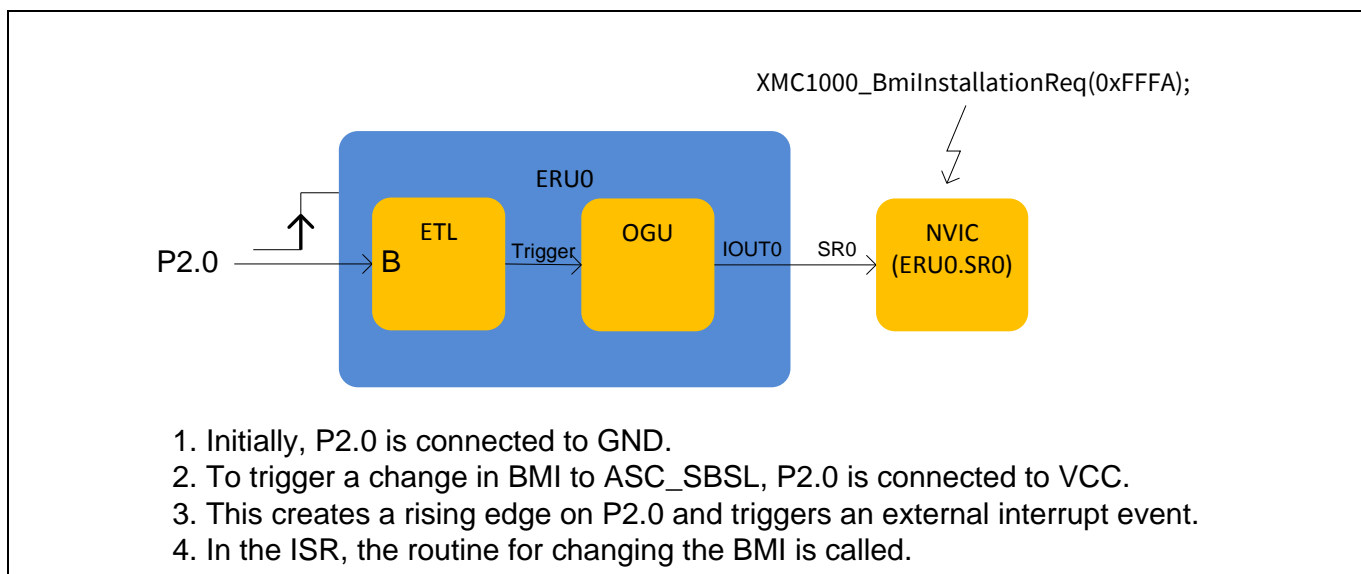 XMC1000_BmiInstallationReq(0xFFFA);
ERU0
ETL
OGU
NVIC
(ERU0.SR0)
P2.0
B
Trigger
IOUT0
SR0
1. Initially, P2.0 is connected to GND.
2. To trigger a change in BMI to ASC_SBSL, P2.0 is connected to VCC.
3. This creates a rising edge on P2.0 and triggers an external interrupt event.
4. In the ISR, the routine for changing the BMI is called.